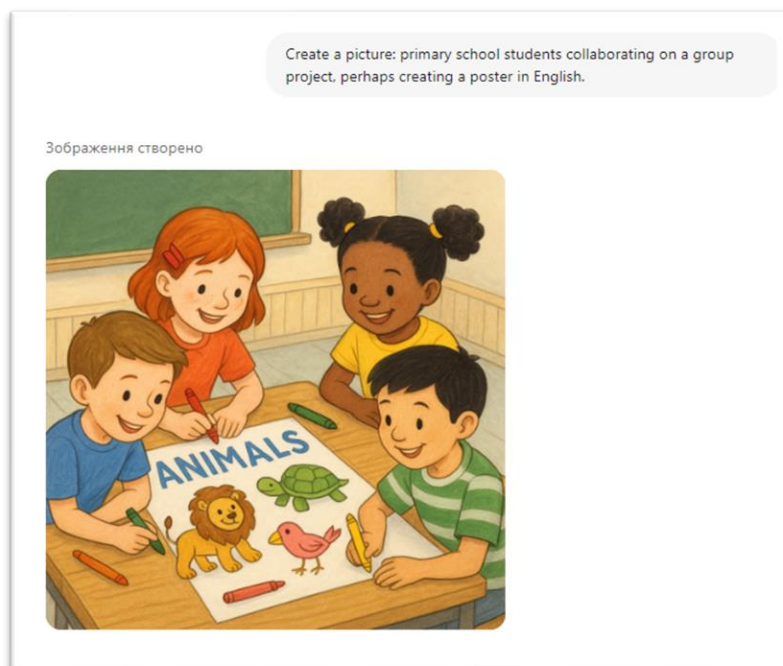 Create a picture: primary school students collaborating on a group
project, perhaps creating a poster in English.
Зображення створено
ANIMALS